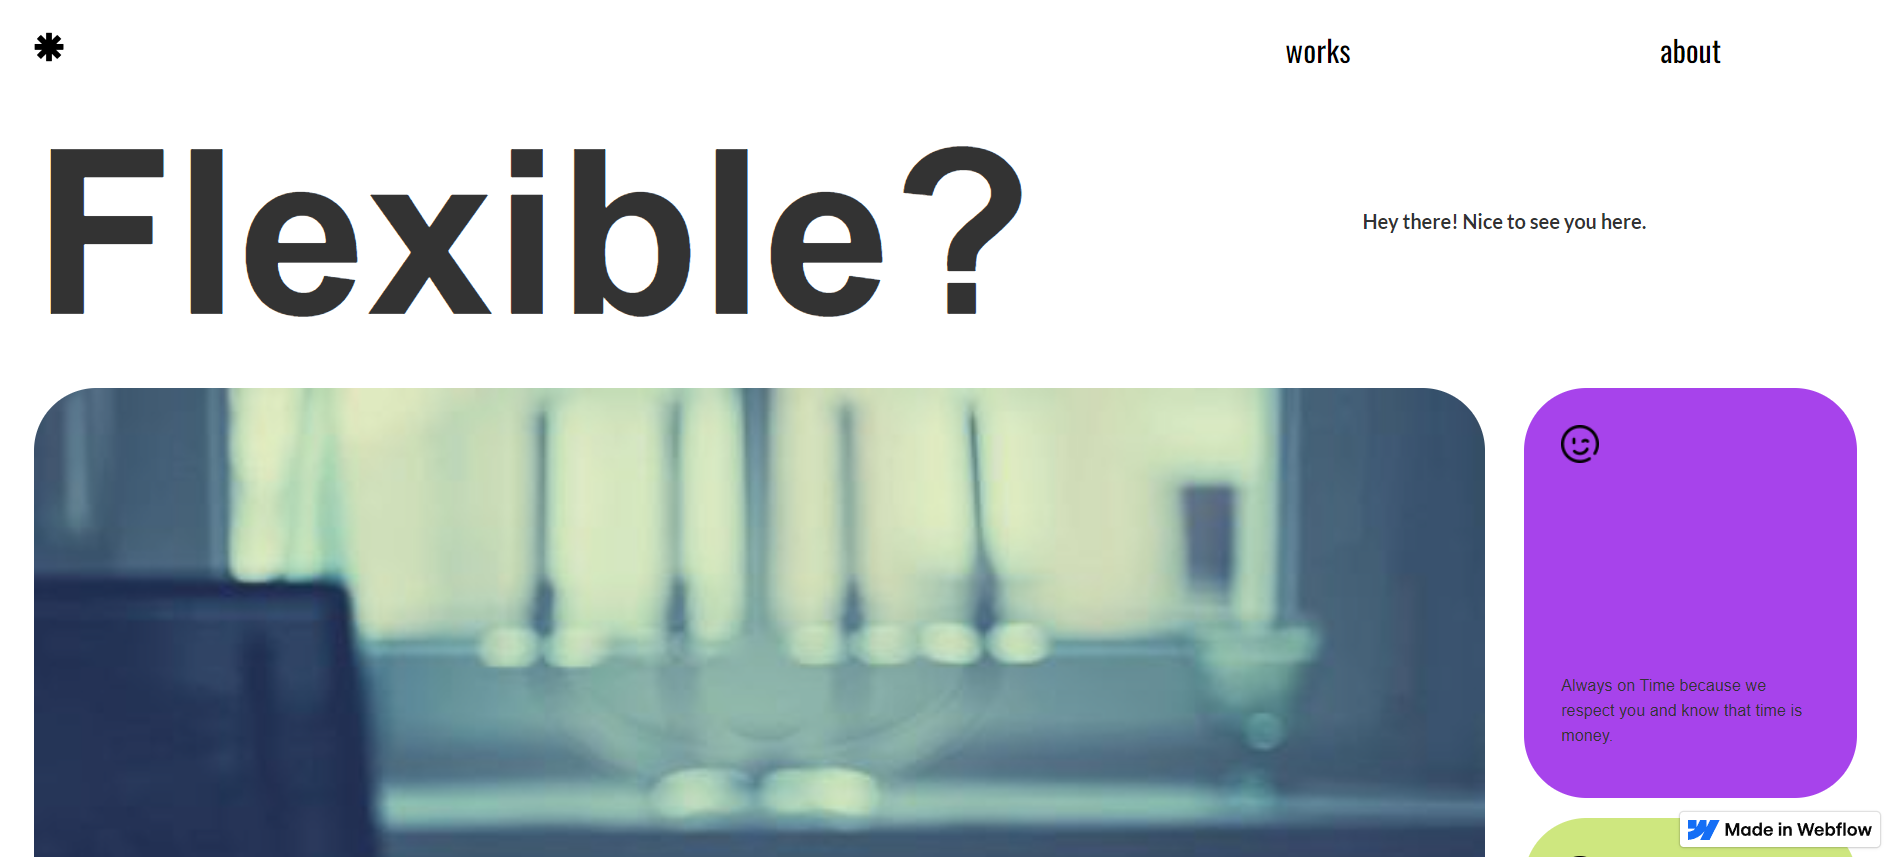 works
about
Flexible?
Hey there! Nice to see you here.
Always on Time because we
respect you and know that time is
money.
Made in Webflow